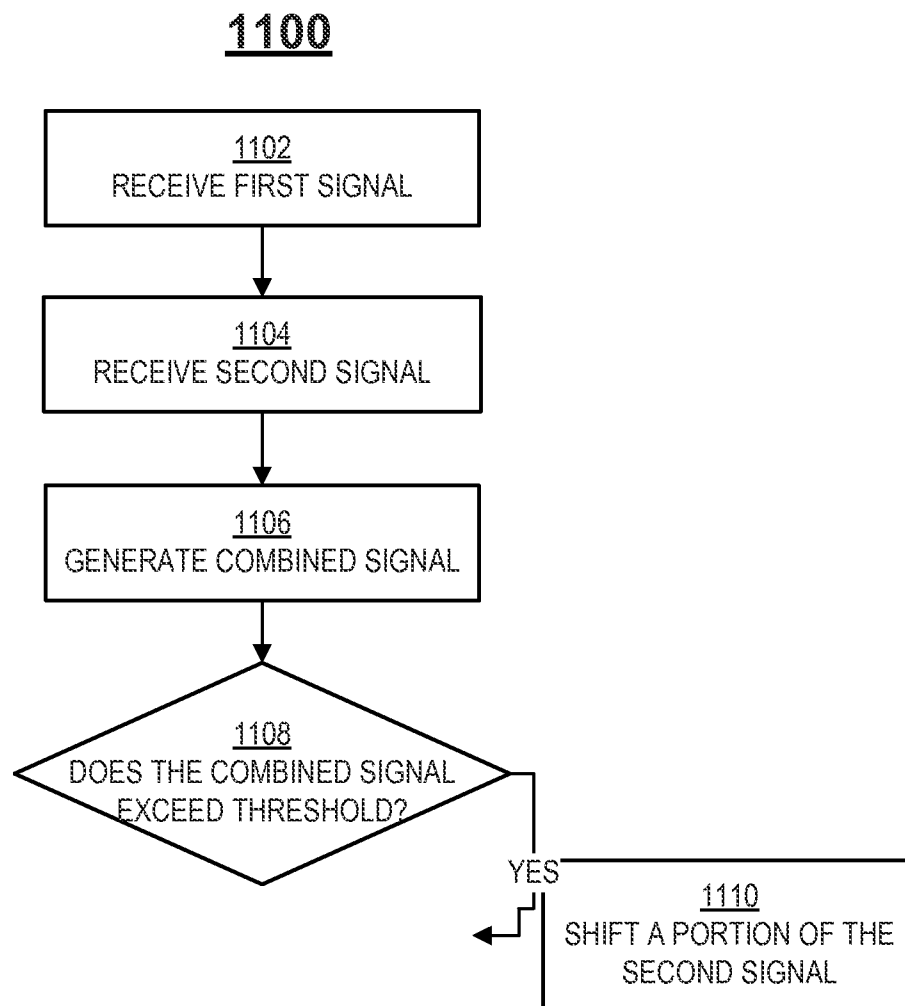 1100
1102
RECEIVE FIRST SIGNAL
1104
RECEIVE SECOND SIGNAL
1106
GENERATE COMBINED SIGNAL
1108
DOES THE COMBINED SIGNAL
EXCEED THRESHOLD?
YES
1110
SHIFT A PORTION OF THE
SECOND SIGNAL